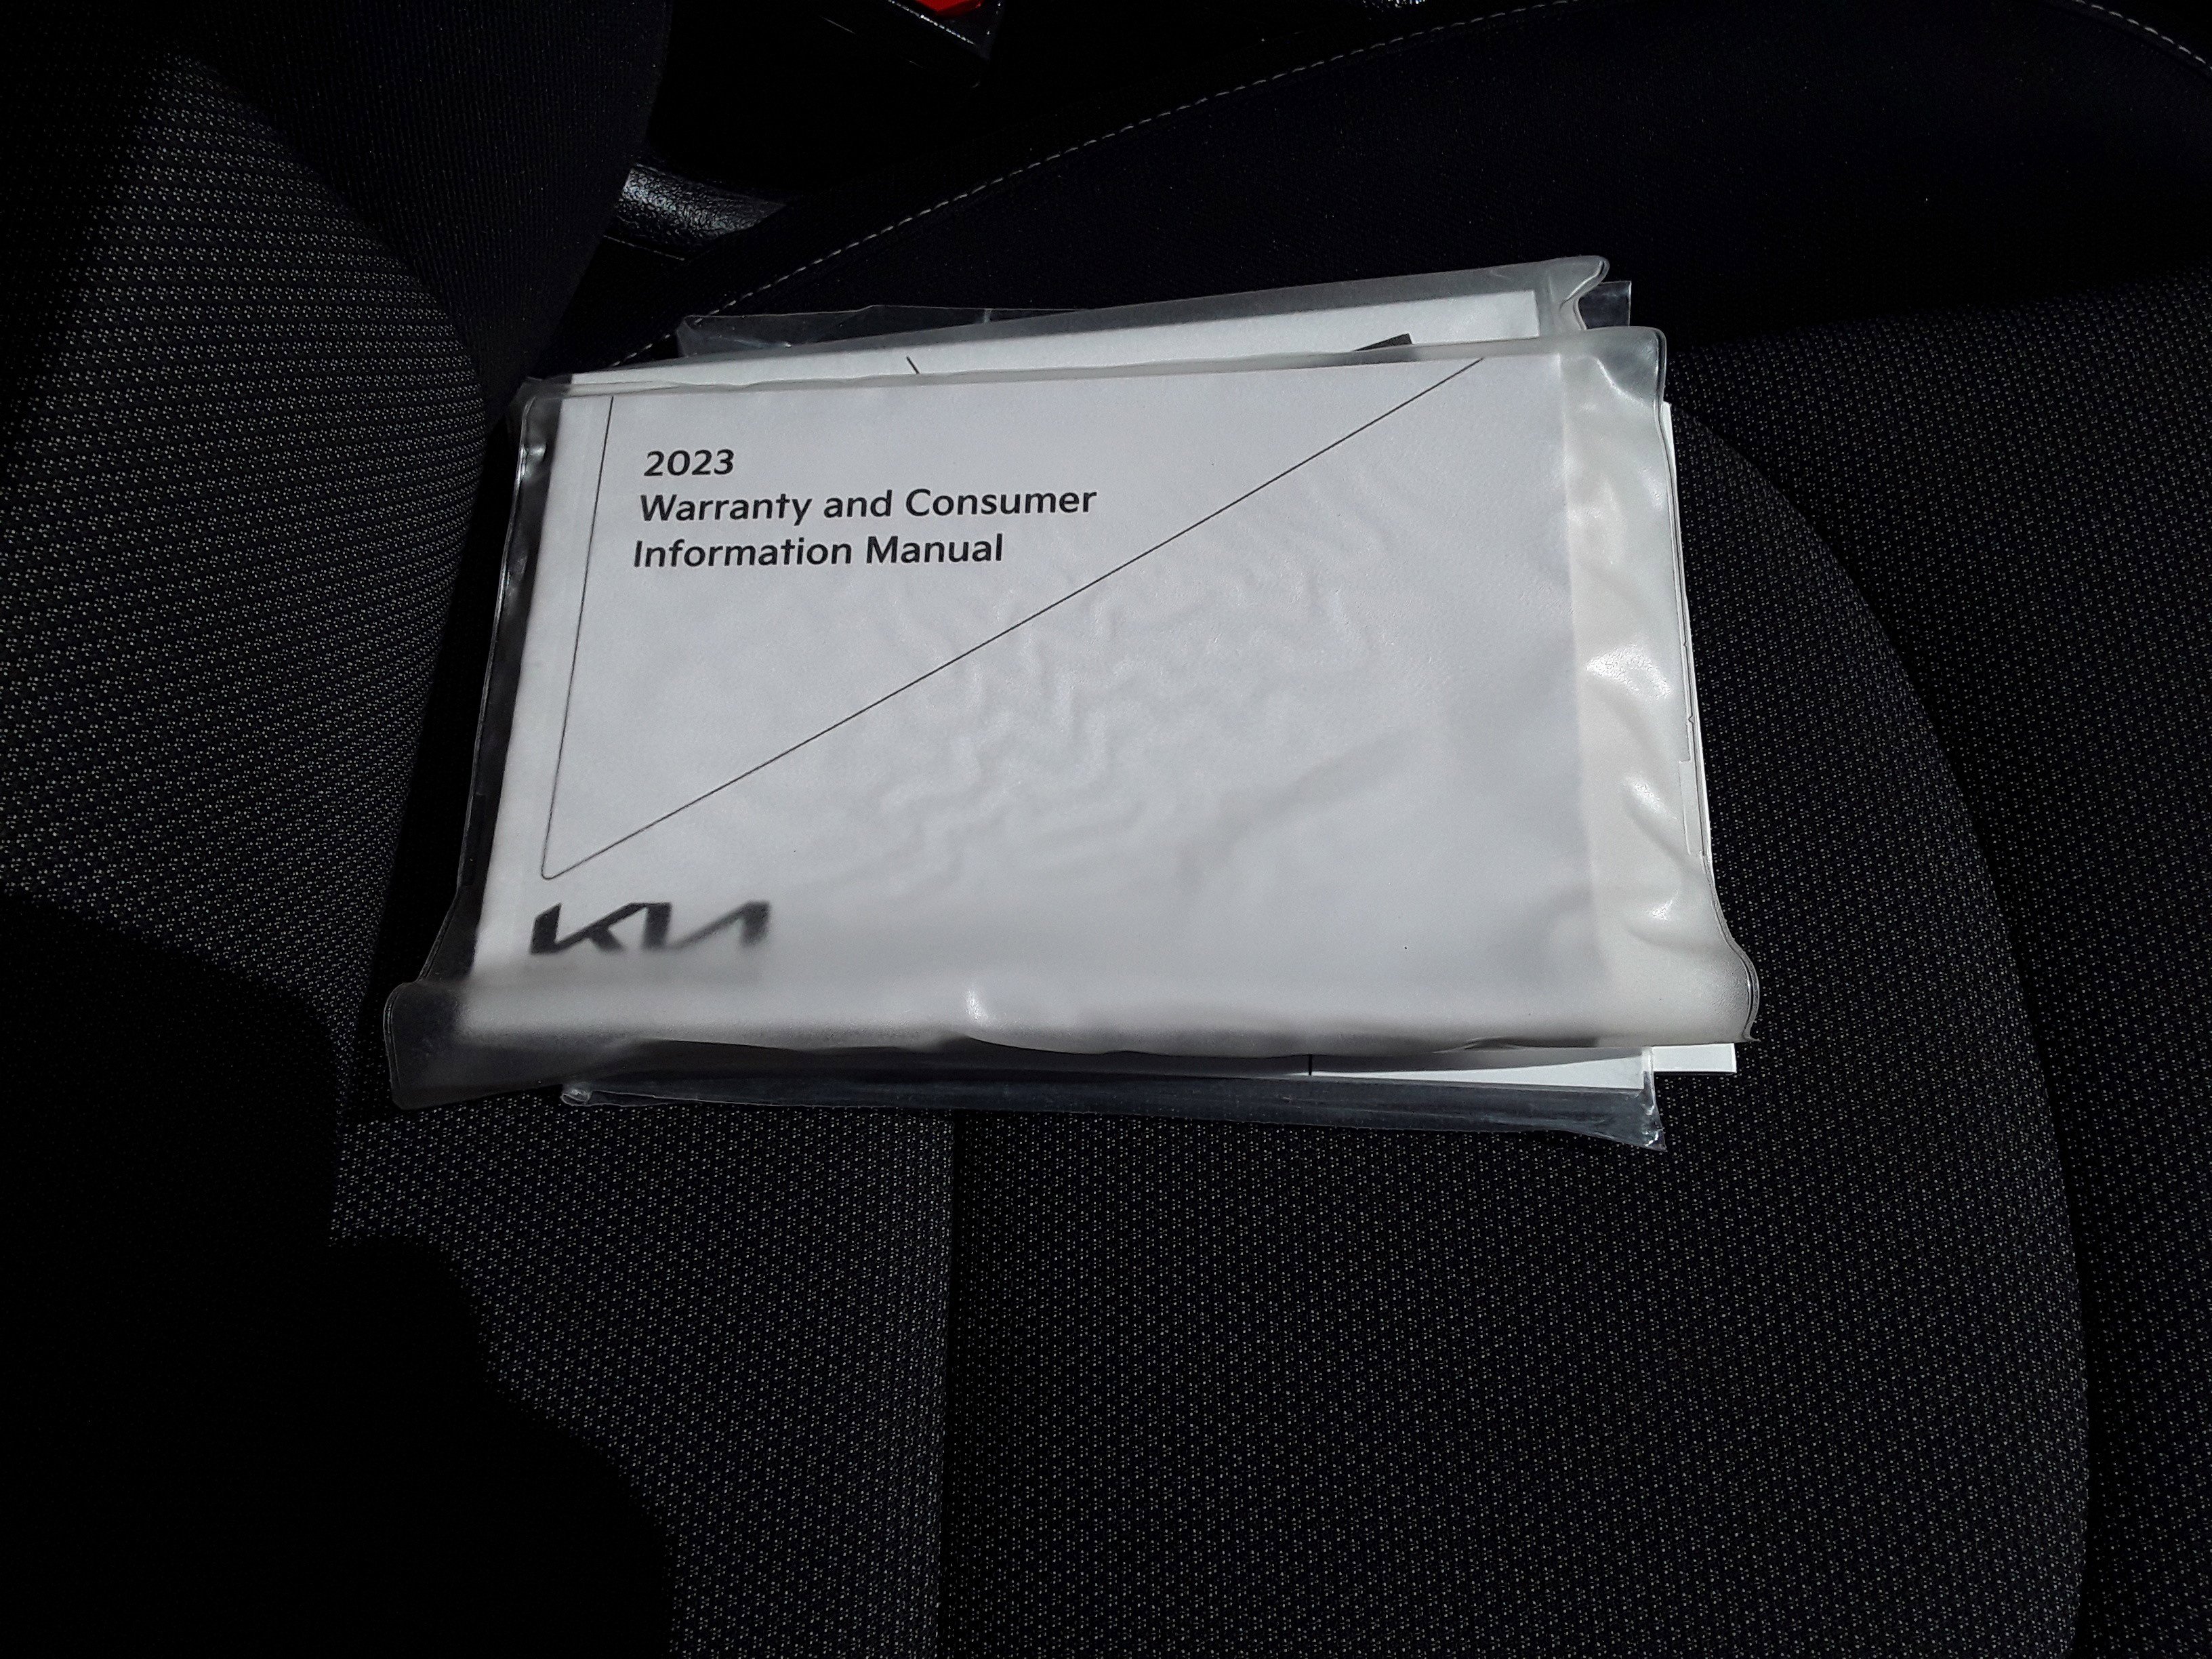 2023
Warranty and Consumer
Information Manual
KIA